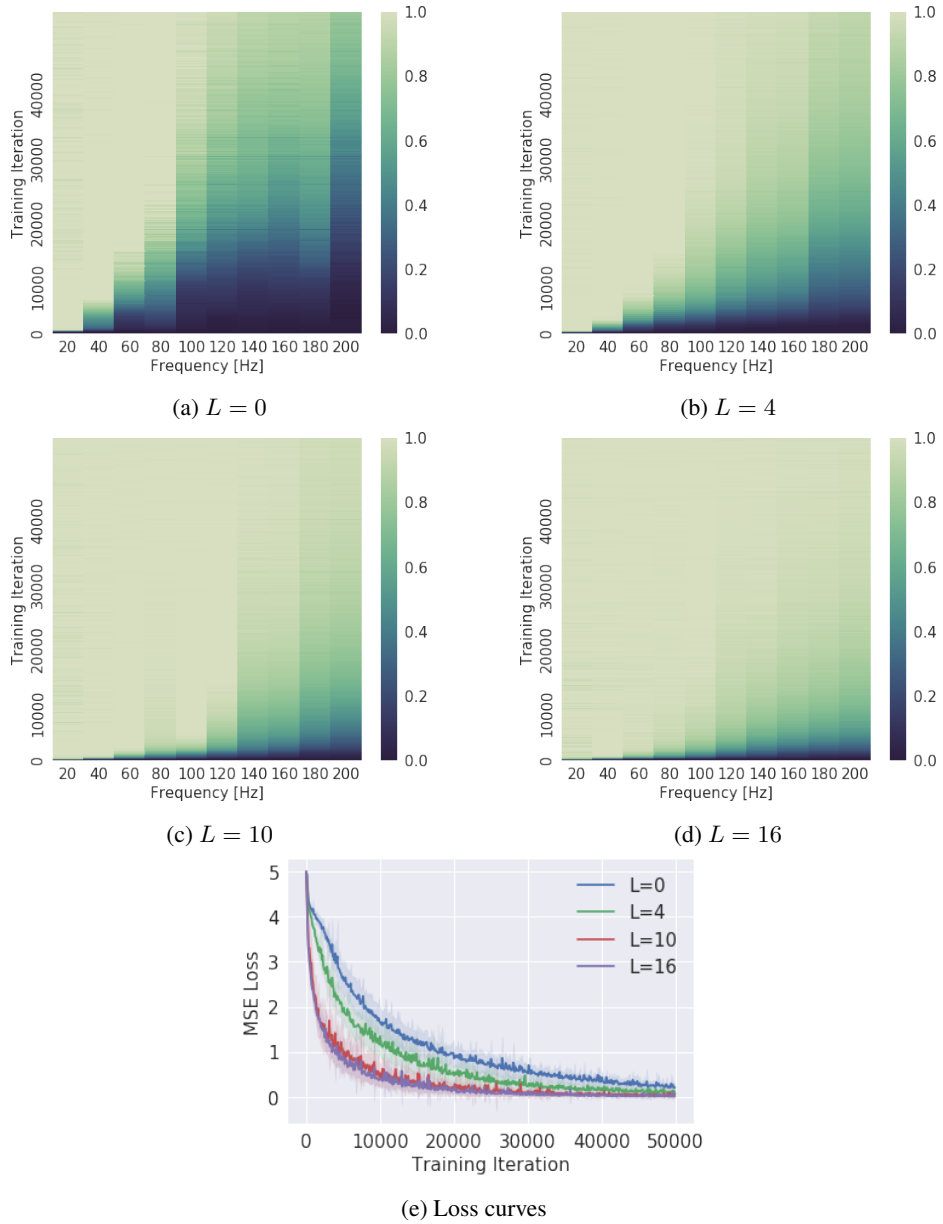 1.0
0.8
0.6
0.4
0.2
0.0
Training Iteration
40000
30000
20000
10000
0
20 40 60 80 100 120 140 160 180 200
Frequency [Hz]
(a) L = 0
1.0
0.8
0.6
0.4
0.2
0.0
Training Iteration
40000
30000
20000
10000
0
20 40 60 80 100 120 140 160 180 200
Frequency [Hz]
(b) L = 4
1.0
0.8
0.6
0.4
0.2
0.0
Training Iteration
40000
30000
20000
10000
0
20 40 60 80 100 120 140 160 180 200
Frequency [Hz]
(c) L = 10
1.0
0.8
0.6
0.4
0.2
0.0
Training Iteration
40000
30000
20000
10000
0
20 40 60 80 100 120 140 160 180 200
Frequency [Hz]
(d) L = 16
5
4
3
2
1
0
MSE Loss
L=0
L=4
L=10
L=16
0 10000 20000 30000 40000 50000
Training Iteration
(e) Loss curves